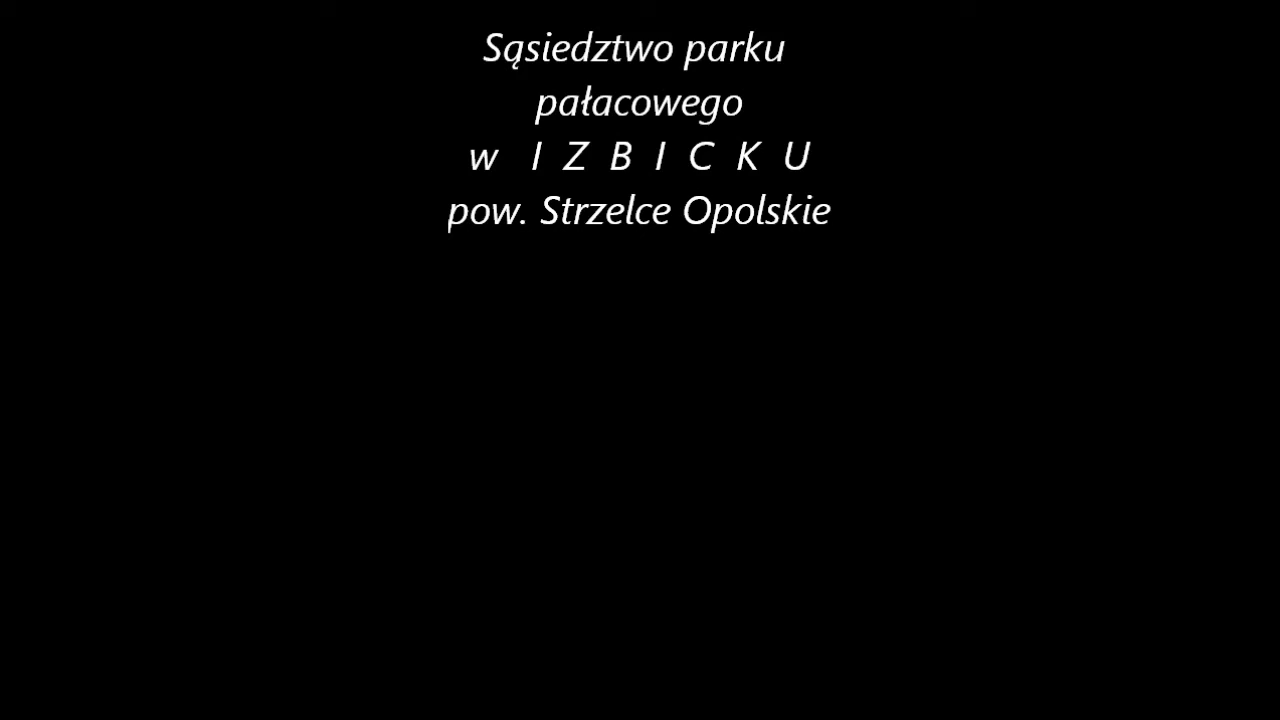 Sąsiedztwo parku
pałacowego
w I Z B I C K U
pow. Strzelce Opolskie